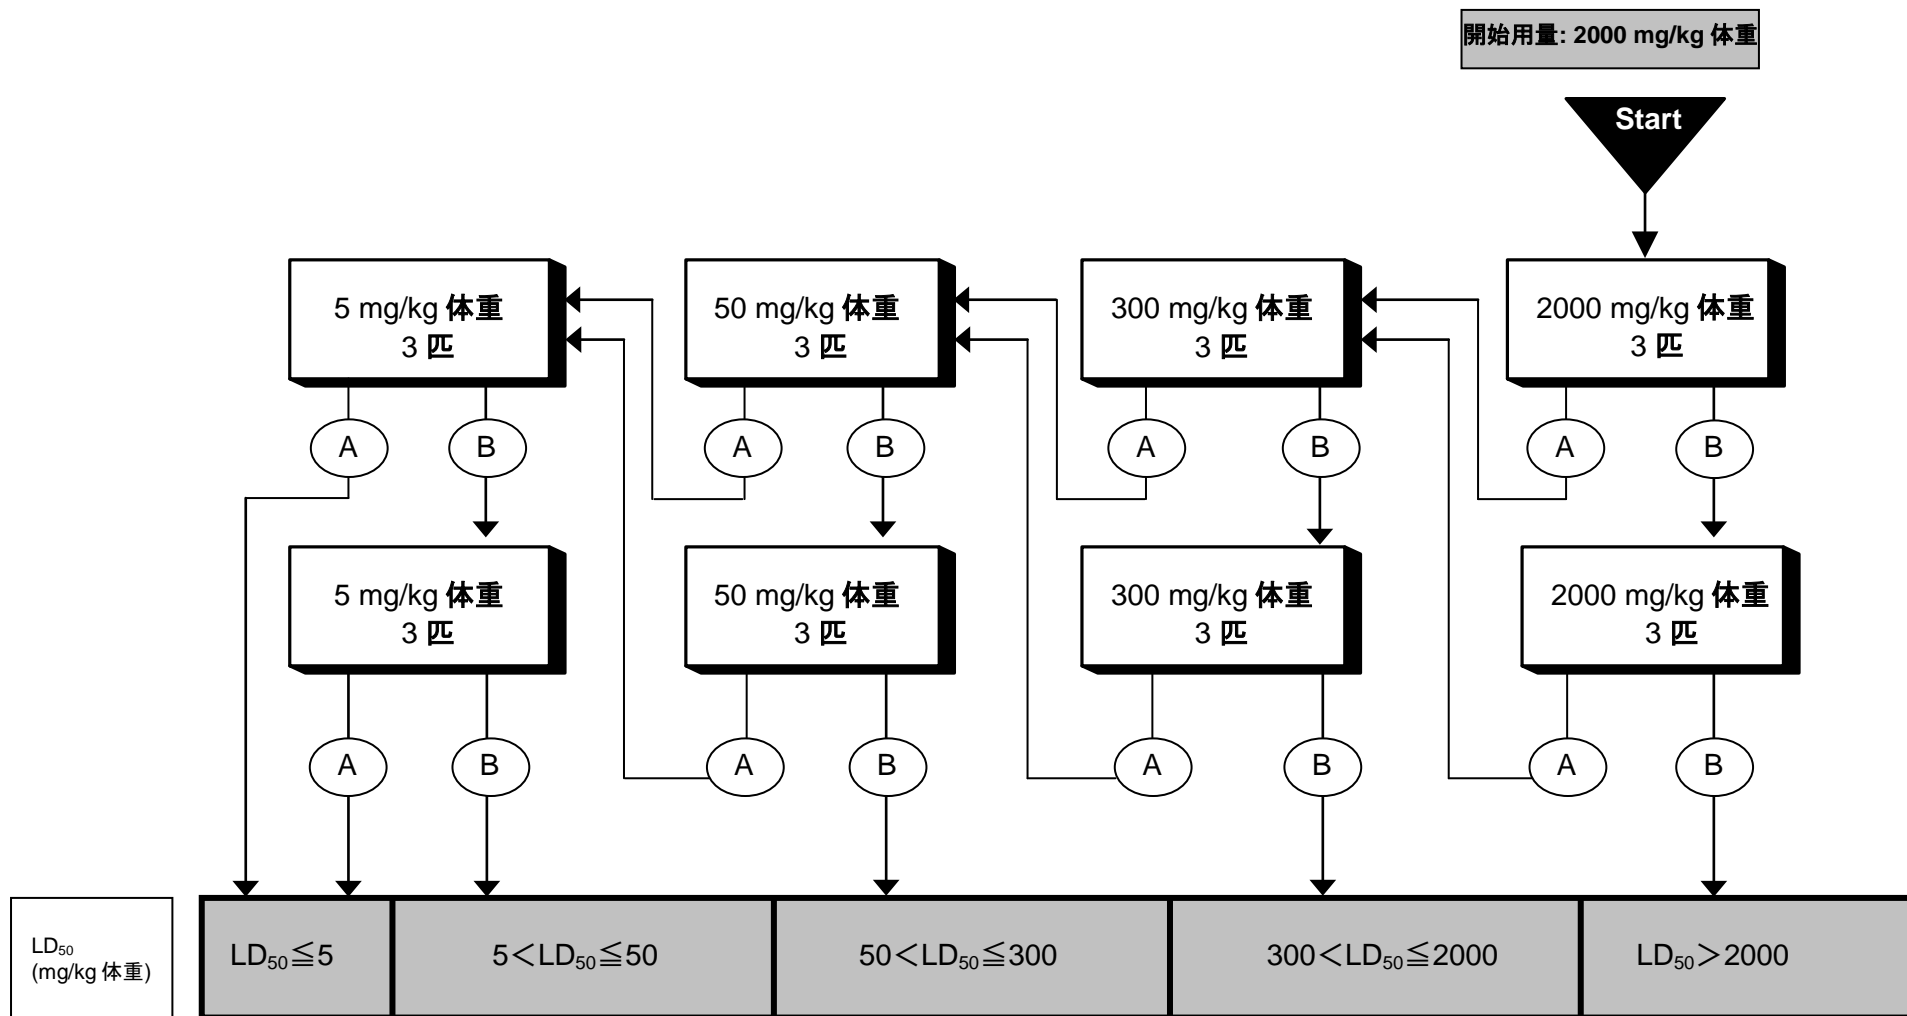 開始用量: 2000 mg/kg 体重
Start
5 mg/kg 体重
3 匹
50 mg/kg 体重
3 匹
300 mg/kg 体重
3 匹
2000 mg/kg 体重
3 匹
A
B
A
B
A
B
A
B
5 mg/kg 体重
3 匹
50 mg/kg 体重
3 匹
300 mg/kg 体重
3 匹
2000 mg/kg 体重
3 匹
A
B
A
B
A
B
A
B
LD₅₀
(mg/kg 体重)
LD₅₀≦5
5<LD₅₀≦50
50<LD₅₀≦300
300<LD₅₀≦2000
LD₅₀>2000